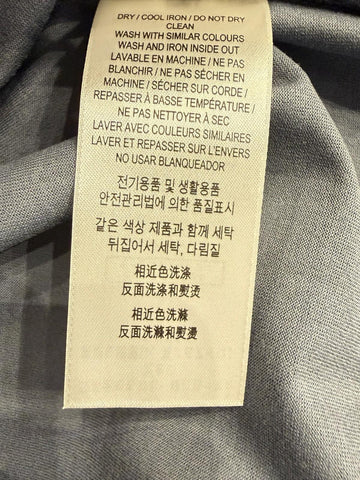 DRY / COOL IRON / DO NOT DRY
CLEAN
WASH WITH SIMILAR COLOURS
WASH AND IRON INSIDE OUT
LAVABLE EN MACHINE / NE PAS
BLANCHIR / NE PAS SÉCHER EN
MACHINE / SÉCHER SUR CORDE /
REPASSER À BASSE TEMPÉRATURE /
NE PAS NETTOYER À SEC
LAVER AVEC COULEURS SIMILAIRES
LAVER ET REPASSER SUR L'ENVERS
NO USAR BLANQUEADOR
전기용품 및 생활용품
안전관리법에 의한 품질표시
같은 색상 제품과 함께 세탁
뒤집어서 세탁, 다림질
相近色洗涤
反面洗涤和熨烫
相近色洗滌
反面洗滌和熨燙